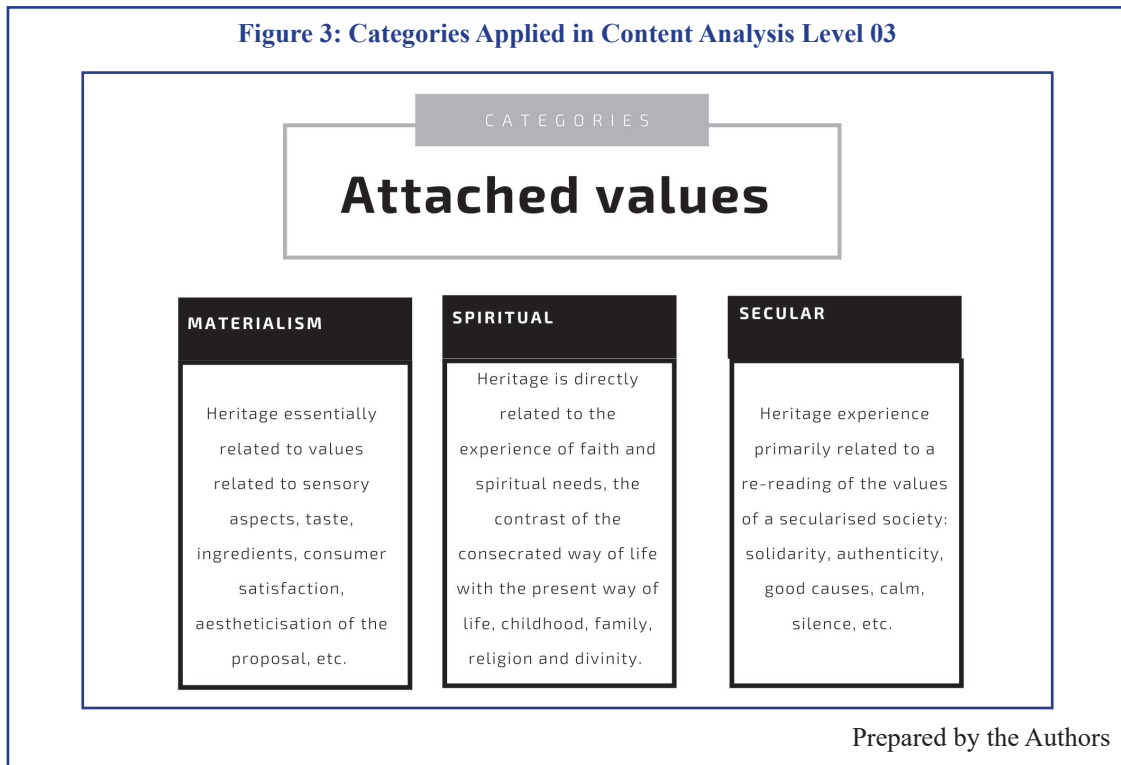 Figure 3: Categories Applied in Content Analysis Level 03
CATEGORIES
Attached values
MATERIALISM
Heritage essentially
related to values
related to sensory
aspects, taste,
ingredients, consumer
satisfaction,
aestheticisation of the
proposal, etc.
SPIRITUAL
Heritage is directly
related to the
experience of faith and
spiritual needs, the
contrast of the
consecrated way of life
with the present way of
life, childhood, family,
religion and divinity.
SECULAR
Heritage experience
primarily related to a
re-reading of the values
of a secularised society:
solidarity, authenticity,
good causes, calm,
silence, etc.
Prepared by the Authors